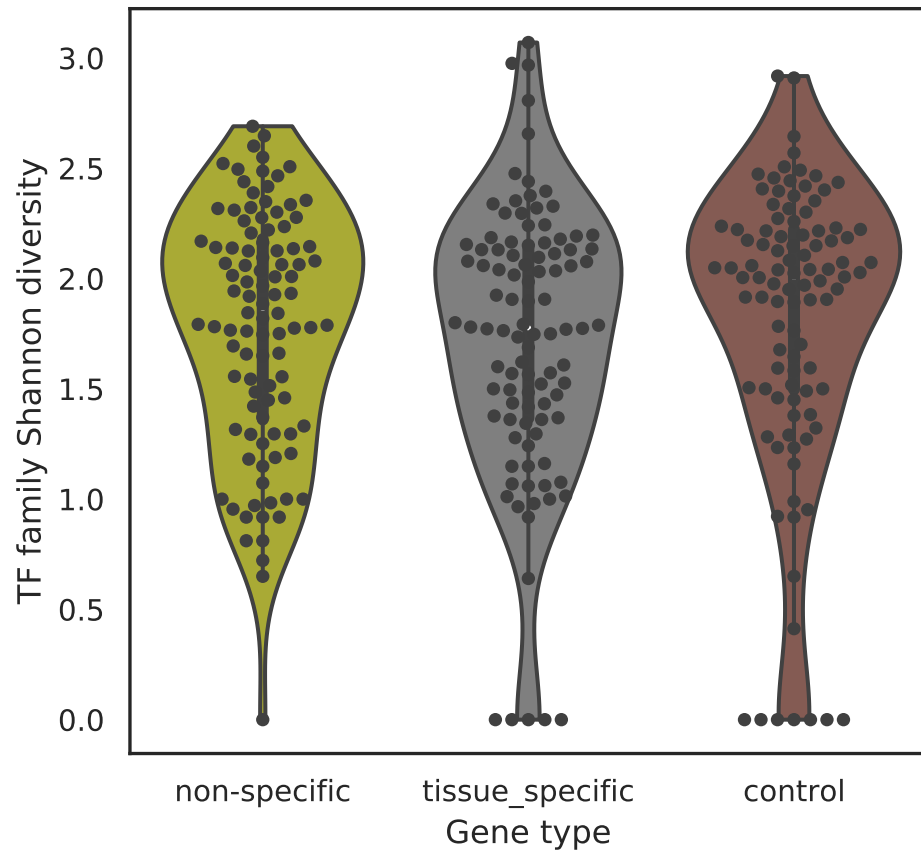 TF family Shannon diversity
3.0
2.5
2.0
1.5
1.0
0.5
0.0
non-specific
tissue_specific
control
Gene type